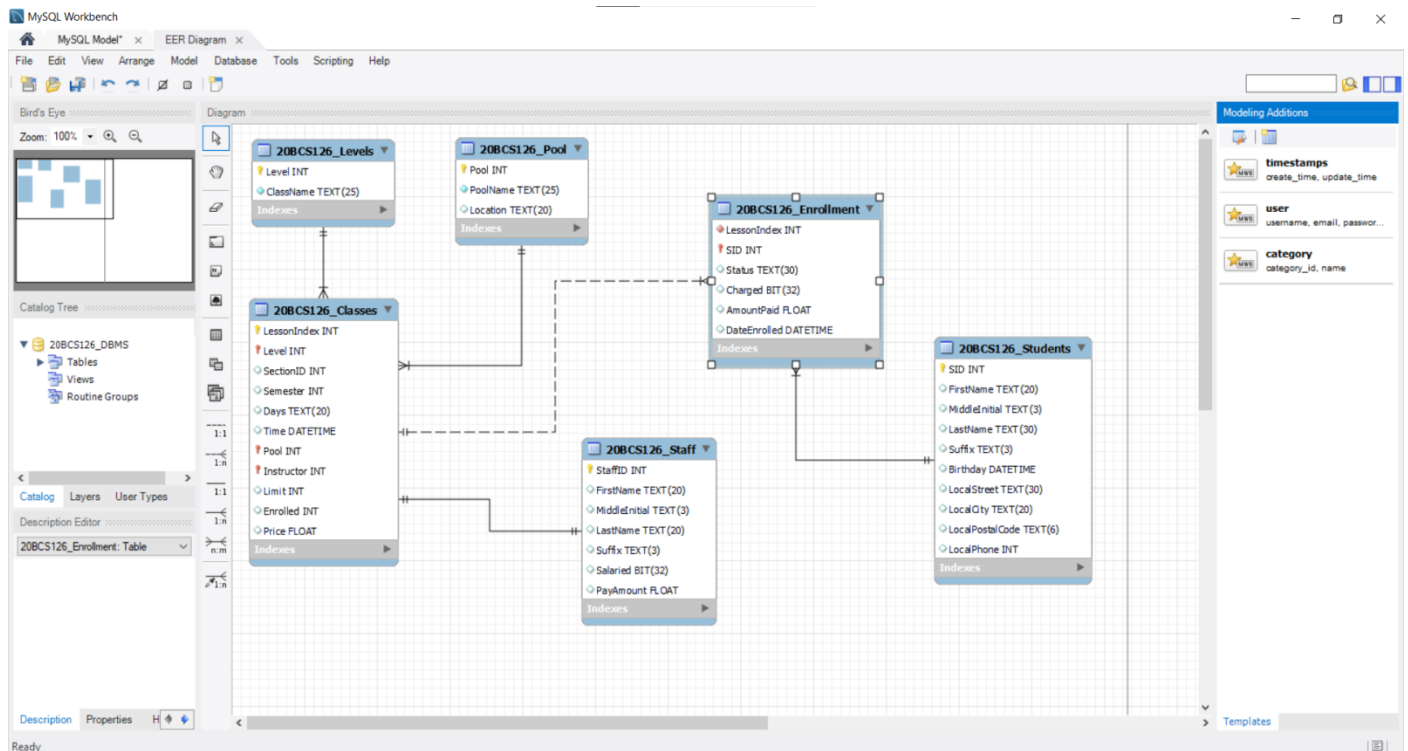 MySQL Workbench
MySQL Model* ×
EER Diagram ×
File Edit View Arrange Model Database Tools Scripting Help
Bird's Eye
Zoom: 100%
Diagram
Modeling Additions
timestamps
create_time, update_time
user
username, email, passwor...
category
category_id, name
Templates
20BCS126_Levels
Level INT
ClassName TEXT(25)
Indexes
20BCS126_Pool
Pool INT
PoolName TEXT(25)
Location TEXT(20)
Indexes
20BCS126_Enrollment
LessonIndex INT
SID INT
Status TEXT(30)
Charged BIT(32)
AmountPaid FLOAT
DateEnrolled DATETIME
Indexes
20BCS126_Classes
LessonIndex INT
Level INT
SectionID INT
Semester INT
Days TEXT(20)
Time DATETIME
Pool INT
Instructor INT
Limit INT
Enrolled INT
Price FLOAT
Indexes
20BCS126_Staff
StaffID INT
FirstName TEXT(20)
MiddleInitial TEXT(3)
LastName TEXT(20)
Suffix TEXT(3)
Salaried BIT(32)
PayAmount FLOAT
Indexes
20BCS126_Students
SID INT
FirstName TEXT(20)
MiddleInitial TEXT(3)
LastName TEXT(30)
Suffix TEXT(3)
Birthday DATETIME
LocalStreet TEXT(30)
LocalCity TEXT(20)
LocalPostalCode TEXT(6)
LocalPhone INT
Indexes
1:1
1:n
1:1
1:n
n:m
1:n
Catalog Tree
20BCS126_DBMS
Tables
Views
Routine Groups
Catalog Layers User Types
Description Editor
20BCS126_Enrollment: Table
Description Properties H
Ready